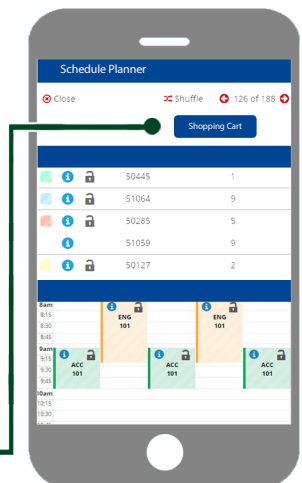 Schedule Planner
Close Shuffle 126 of 188
Shopping Cart
50445 1
51064 9
50285 5
51059 9
50127 2
8am
8:15
8:30
8:45
9am
9:15
9:30
9:45
10am
10:15
10:30
ENG
101
ENG
101
ACC
101
ACC
101
ACC
101